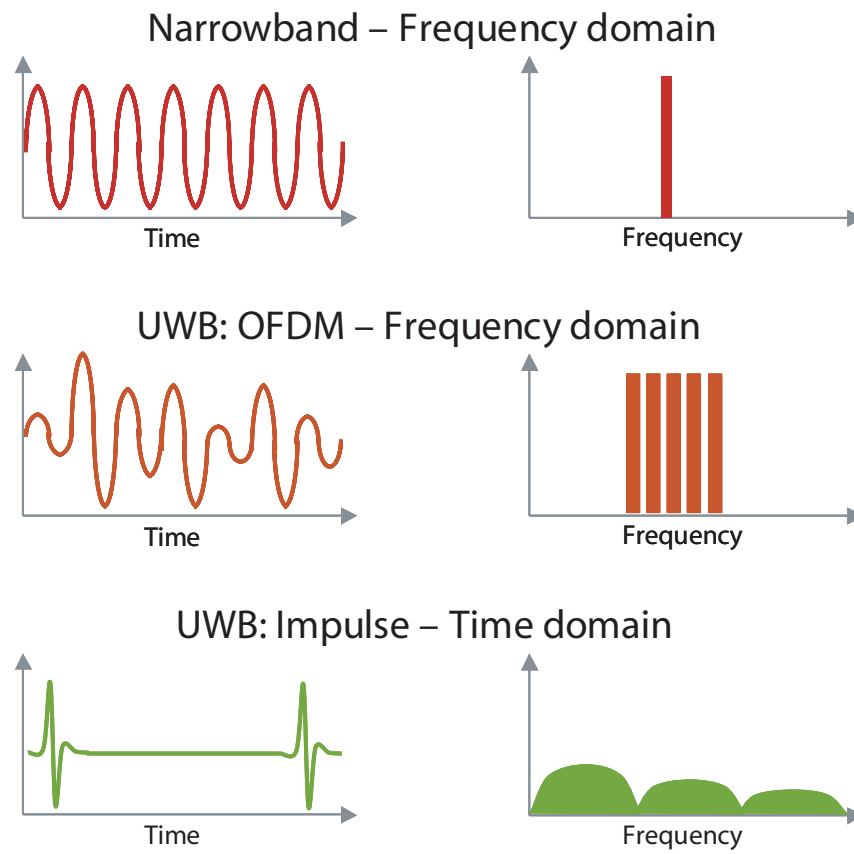 Narrowband – Frequency domain
Time
Frequency
UWB: OFDM – Frequency domain
Time
Frequency
UWB: Impulse – Time domain
Time
Frequency